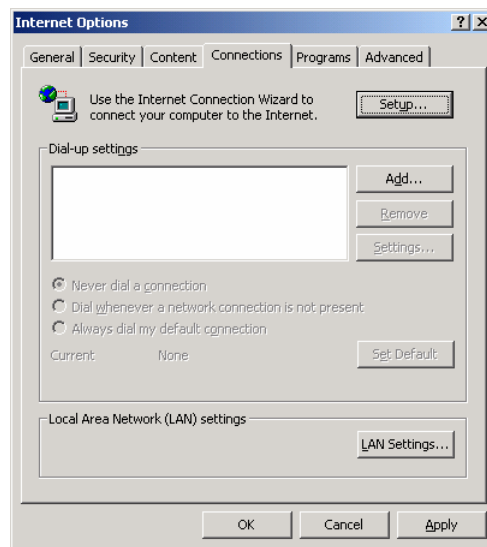 Internet Options
General Security Content Connections Programs Advanced
Use the Internet Connection Wizard to
connect your computer to the Internet.
Setup...
Dial-up settings
Add...
Remove
Settings...
Never dial a connection
Dial whenever a network connection is not present
Always dial my default connection
Current None
Set Default
Local Area Network (LAN) settings
LAN Settings...
OK Cancel Apply